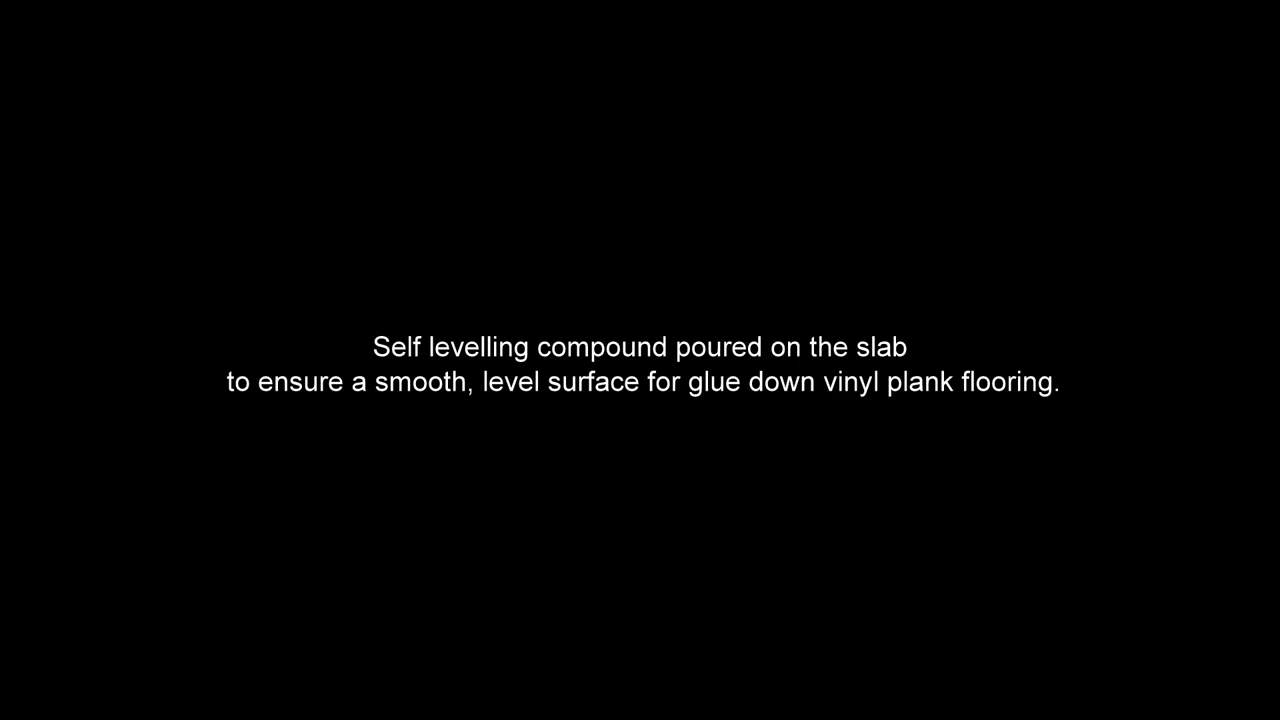 Self levelling compound poured on the slab
to ensure a smooth, level surface for glue down vinyl plank flooring.